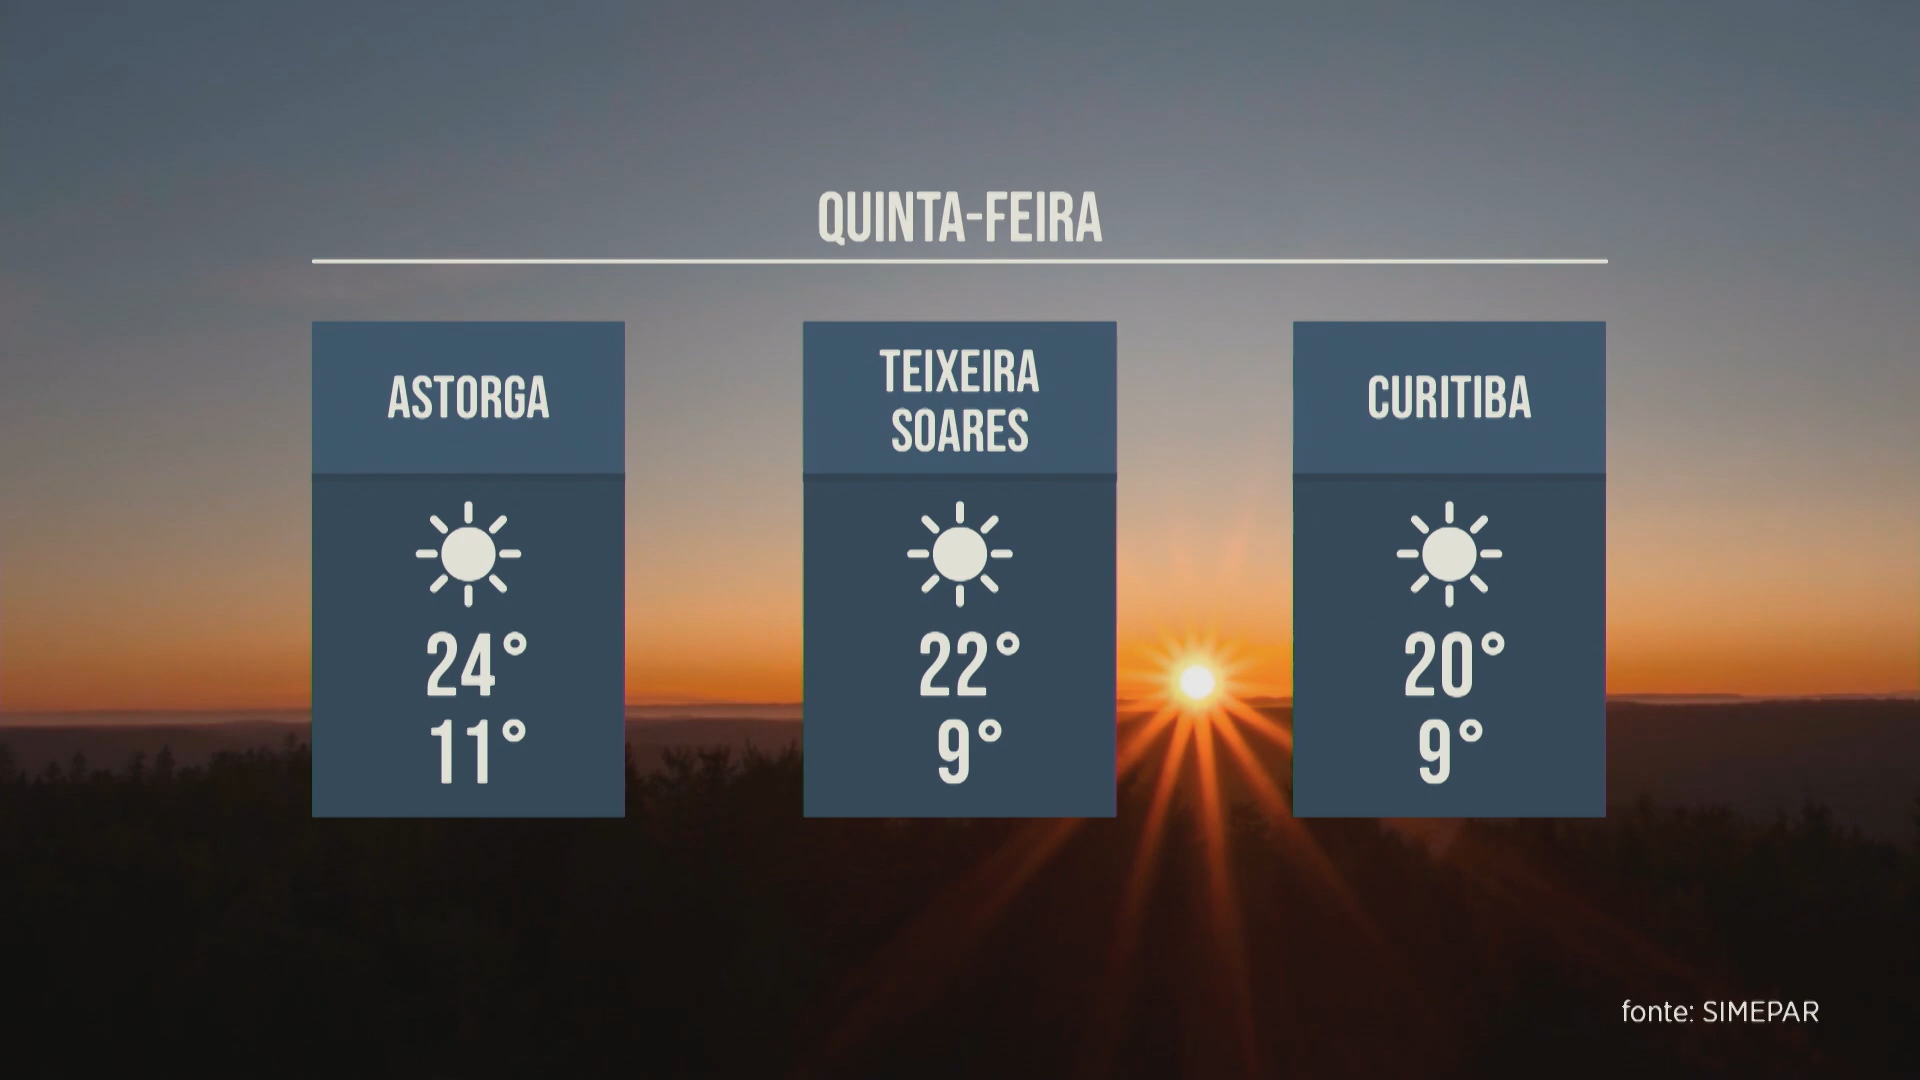 QUINTA-FEIRA
ASTORGA
24°
11°
TEIXEIRA
SOARES
22°
9°
CURITIBA
20°
9°
fonte: SIMEPAR